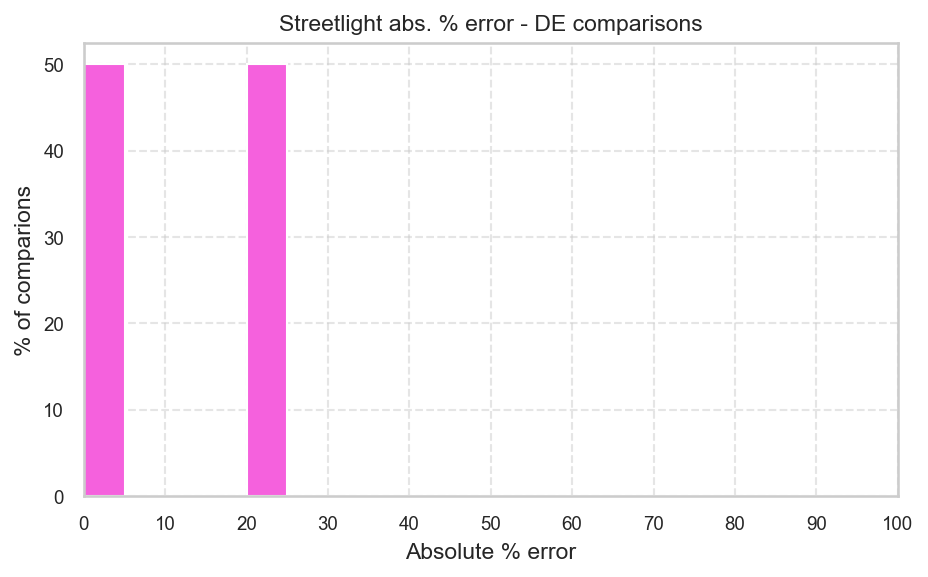 Streetlight abs. % error - DE comparisons
50
40
30
20
10
0
% of comparions
0 10 20 30 40 50 60 70 80 90 100
Absolute % error